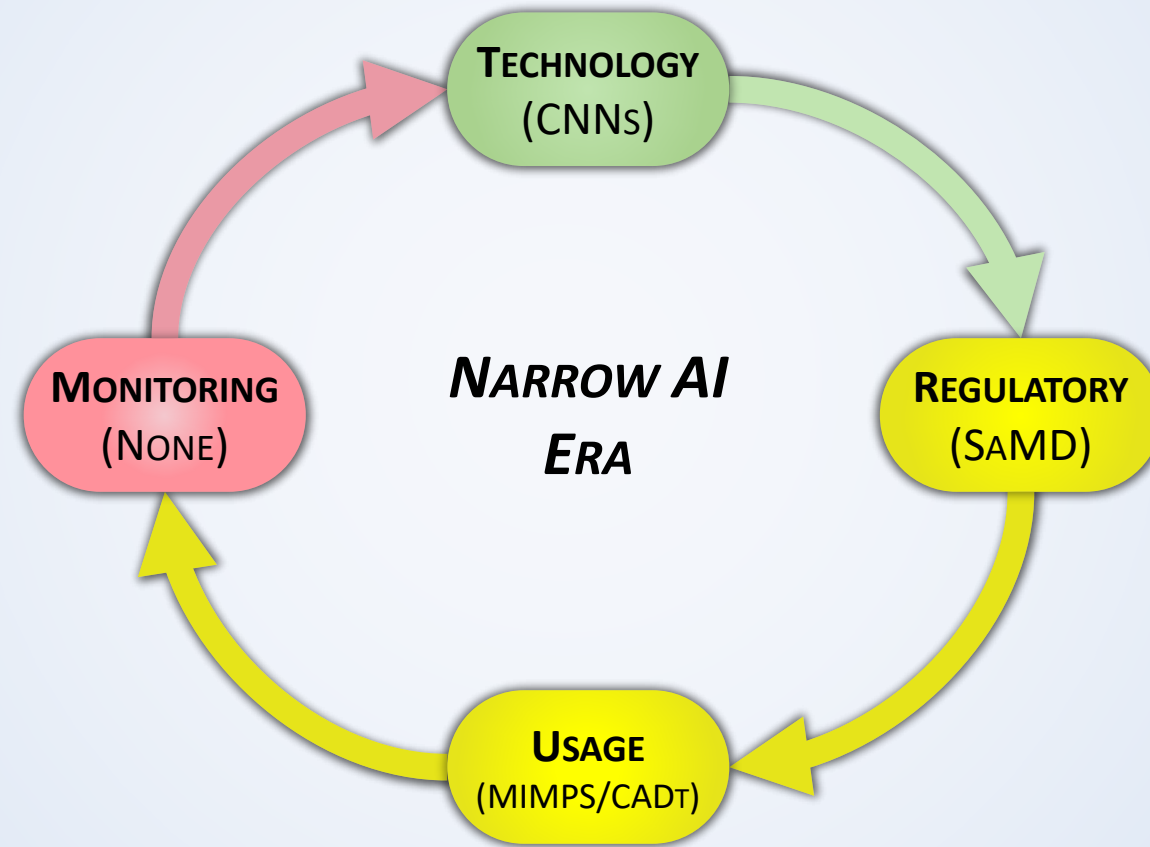 TECHNOLOGY
(CNNs)
MONITORING
(NONE)
NARROW AI
ERA
REGULATORY
(SaMD)
USAGE
(MIMPS/CADT)